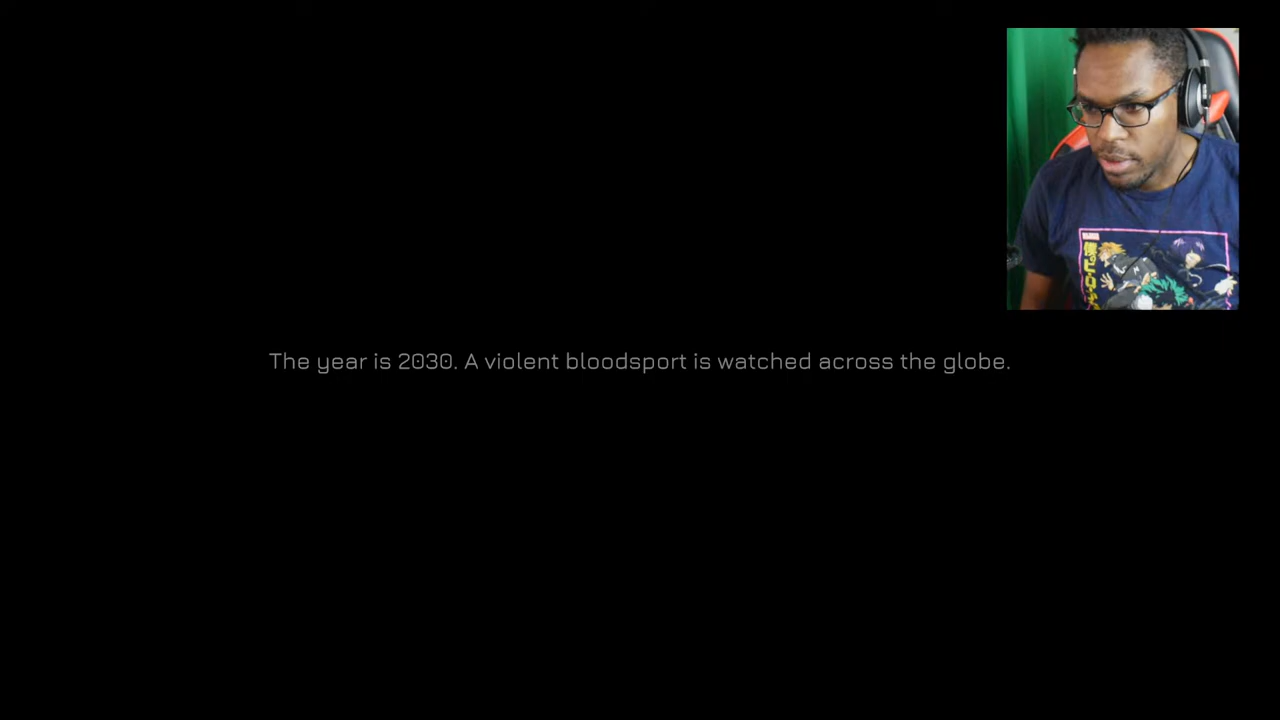 The year is 2030. A violent bloodsport is watched across the globe.